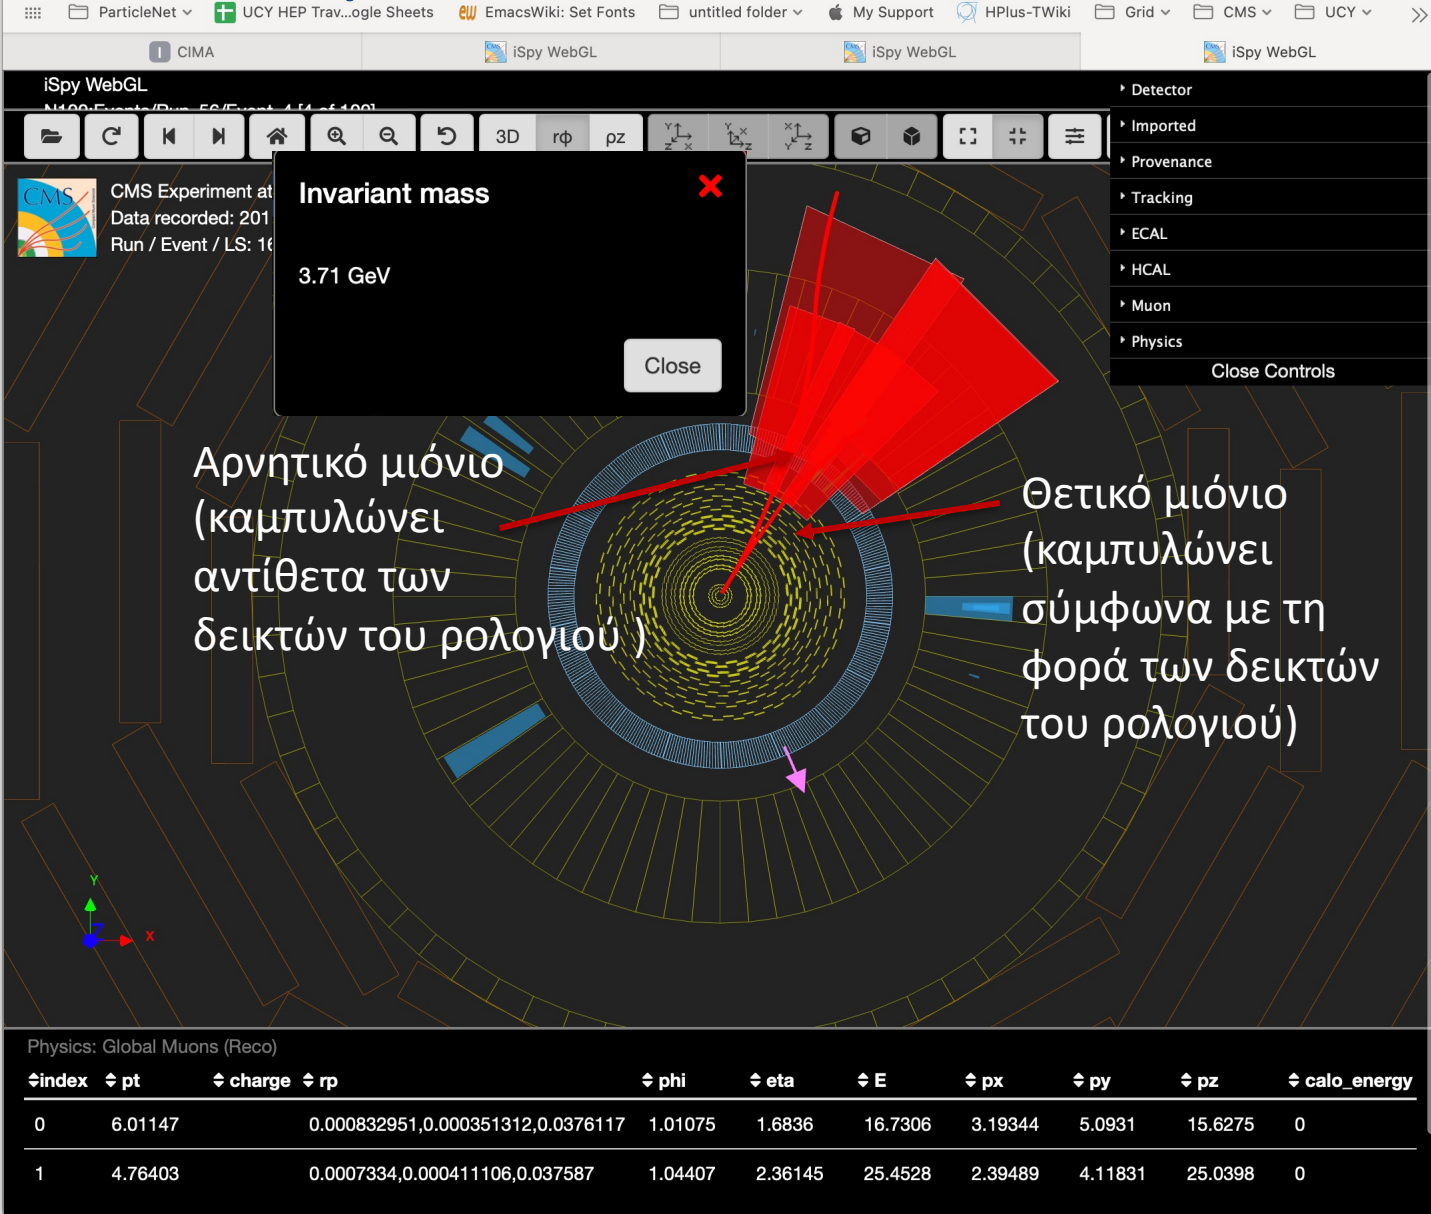 ParticleNet
UCY HEP Trav...ogle Sheets
EmacsWiki: Set Fonts
untitled folder
My Support
HPlus-TWiki
Grid
CMS
UCY
CIMA
iSpy WebGL
iSpy WebGL
iSpy WebGL
iSpy WebGL
3D
rϕ
ρz
Detector
Imported
Provenance
Tracking
ECAL
HCAL
Muon
Physics
Close Controls
CMS
CMS Experiment at
Data recorded: 201
Run / Event / LS: 16
Invariant mass
3.71 GeV
Close
Αρνητικό μιόνιο
(καμπυλώνει
αντίθετα των
δεικτών του ρολογιού )
Θετικό μιόνιο
(καμπυλώνει
σύμφωνα με τη
φορά των δεικτών
του ρολογιού)
Y
Z
X
Physics: Global Muons (Reco)
index pt charge rp phi eta E px py pz calo_energy
0 6.01147 0.000832951,0.000351312,0.0376117 1.01075 1.6836 16.7306 3.19344 5.0931 15.6275 0
1 4.76403 0.0007334,0.000411106,0.037587 1.04407 2.36145 25.4528 2.39489 4.11831 25.0398 0